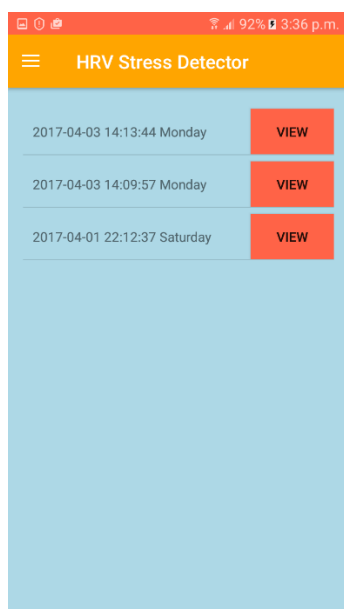 92% 3:36 p.m.
HRV Stress Detector
2017-04-03 14:13:44 Monday VIEW
2017-04-03 14:09:57 Monday VIEW
2017-04-01 22:12:37 Saturday VIEW